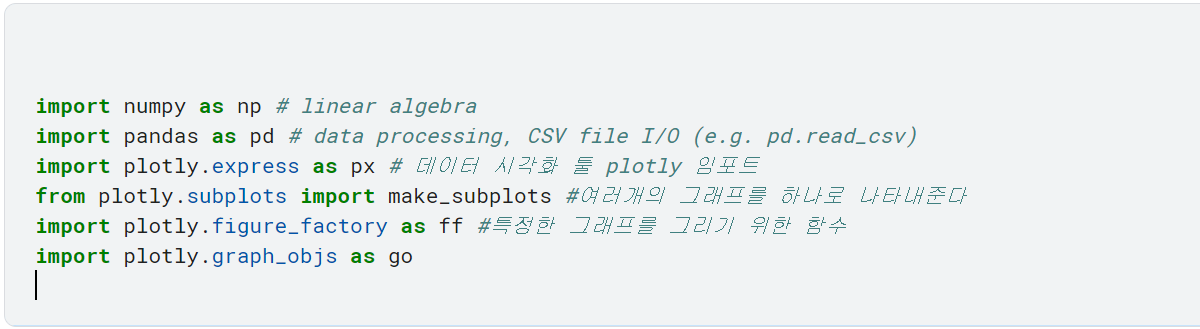 import numpy as np # linear algebra
import pandas as pd # data processing, CSV file I/O (e.g. pd.read_csv)
import plotly.express as px # 데이터 시각화 툴 plotly 임포트
from plotly.subplots import make_subplots #여러개의 그래프를 하나로 나타내준다
import plotly.figure_factory as ff #특정한 그래프를 그리기 위한 함수
import plotly.graph_objs as go